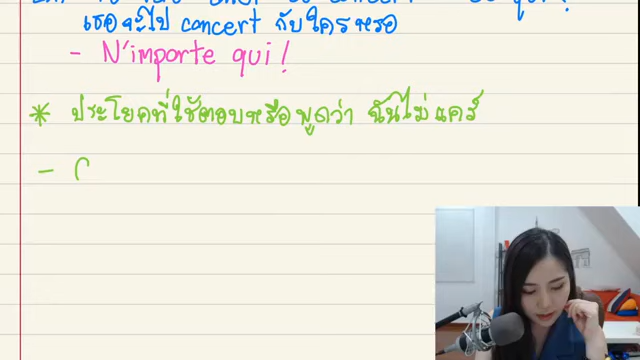 เธอจะไป concert กับใครหรอ
- N'importe qui !
* ประโยคที่ใช้ตอบหรือพูดว่า ฉันไม่แคร์
-